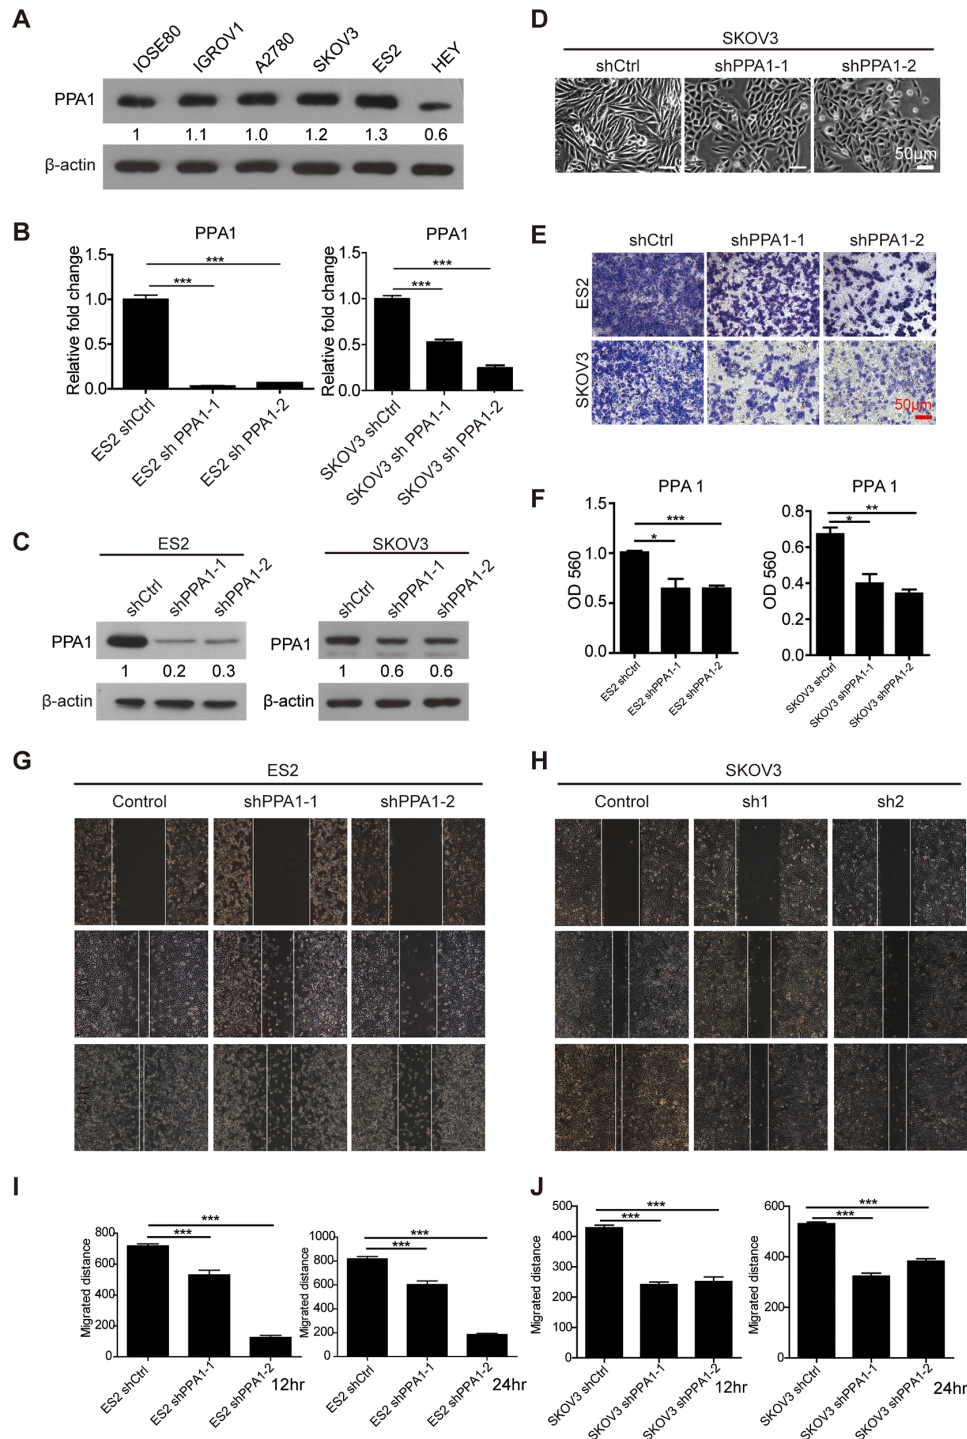 A
IOSE80 IGROV1 A2780 SKOV3 ES2 HEY
PPA1
1 1.1 1.0 1.2 1.3 0.6
β-actin
D
SKOV3
shCtrl shPPA1-1 shPPA1-2
50μm
B
PPA1
Relative fold change
1.5
1.0
0.5
0.0
***
***
ES2 shCtrl
ES2 sh PPA1-1
ES2 sh PPA1-2
PPA1
Relative fold change
1.5
1.0
0.5
0.0
***
***
SKOV3 shCtrl
SKOV3 sh PPA1-1
SKOV3 sh PPA1-2
E
shCtrl shPPA1-1 shPPA1-2
ES2
SKOV3
50μm
C
ES2
shCtrl shPPA1-1 shPPA1-2
PPA1
1 0.2 0.3
β-actin
SKOV3
shCtrl shPPA1-1 shPPA1-2
PPA1
1 0.6 0.6
β-actin
F
PPA 1
OD 560
1.5
1.0
0.5
0.0
***
*
ES2 shCtrl
ES2 shPPA1-1
ES2 shPPA1-2
PPA 1
OD 560
0.8
0.6
0.4
0.2
0.0
**
*
SKOV3 shCtrl
SKOV3 shPPA1-1
SKOV3 shPPA1-2
G
ES2
Control shPPA1-1 shPPA1-2
H
SKOV3
Control sh1 sh2
I
Migrated distance
800
600
400
200
0
***
***
ES2 shCtrl
ES2 shPPA1-1
ES2 shPPA1-2
12hr
Migrated distance
1000
800
600
400
200
0
***
***
ES2 shCtrl
ES2 shPPA1-1
ES2 shPPA1-2
24hr
J
Migrated distance
500
400
300
200
100
0
***
***
SKOV3 shCtrl
SKOV3 shPPA1-1
SKOV3 shPPA1-2
12hr
Migrated distance
600
400
200
0
***
***
SKOV3 shCtrl
SKOV3 shPPA1-1
SKOV3 shPPA1-2
24hr